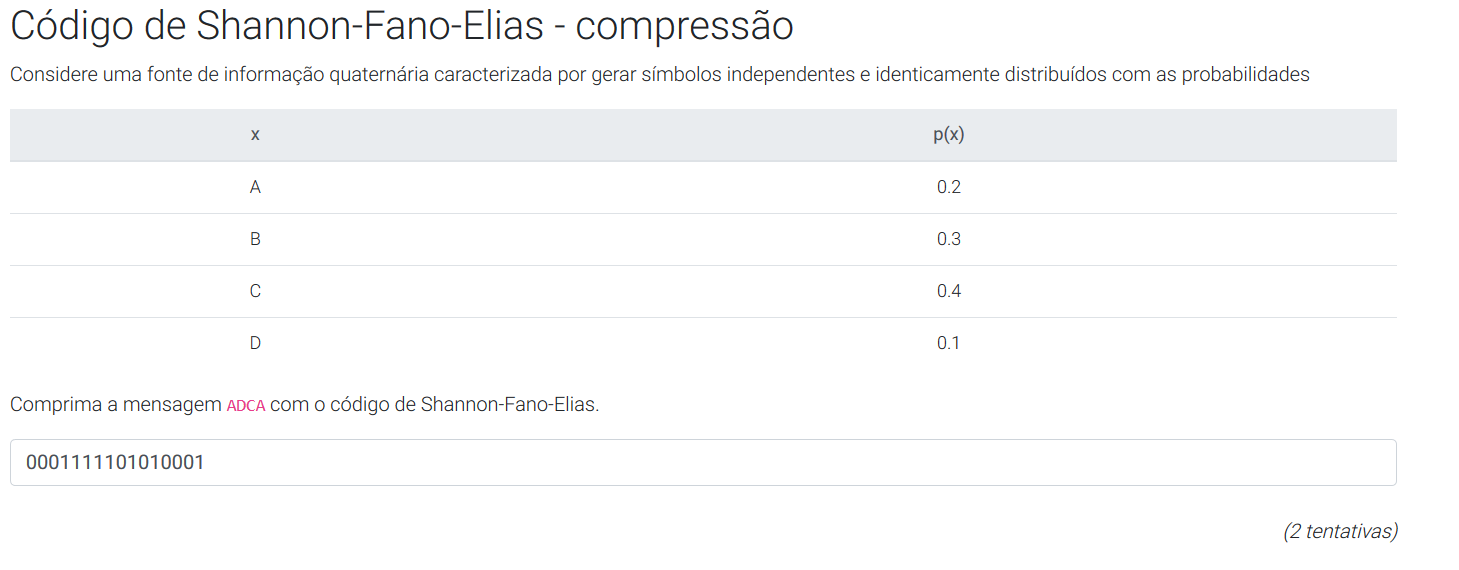 Código de Shannon-Fano-Elias - compressão
Considere uma fonte de informação quaternária caracterizada por gerar símbolos independentes e identicamente distribuídos com as probabilidades
x p(x)
A 0.2
B 0.3
C 0.4
D 0.1
Comprima a mensagem ADCA com o código de Shannon-Fano-Elias.
0001111101010001
(2 tentativas)